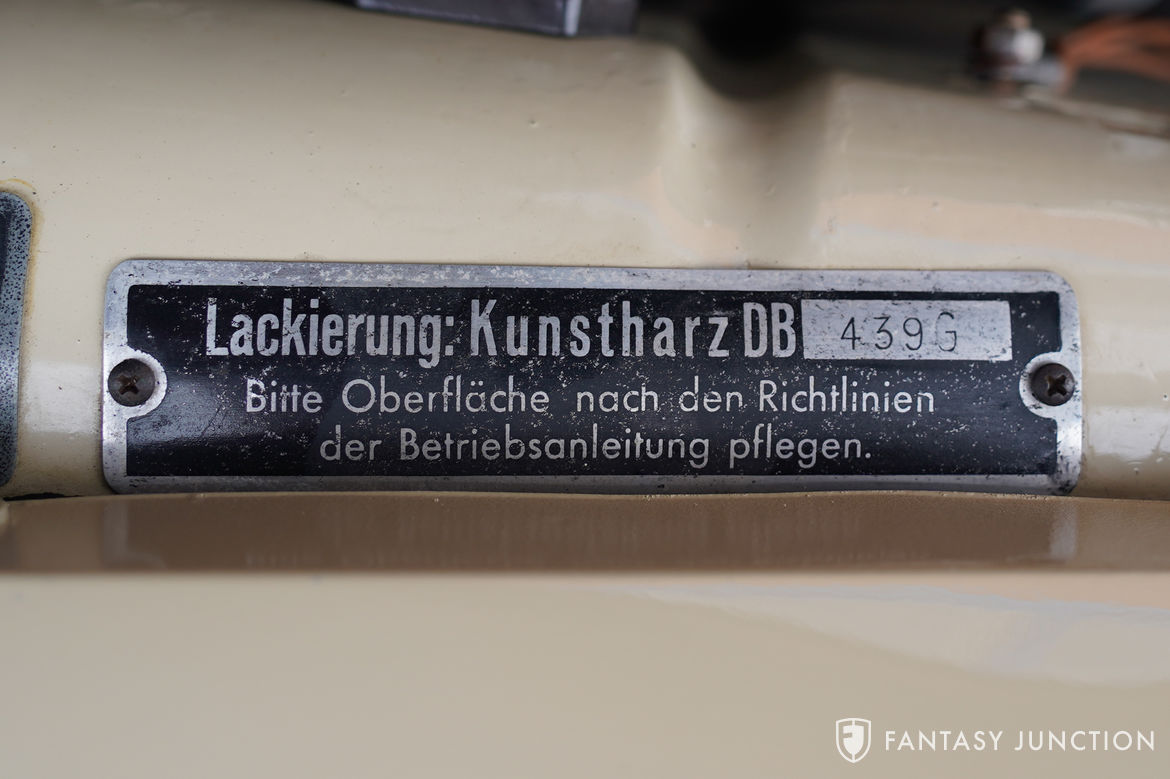 Lackierung: Kunstharz DB 439G
Bitte Oberfläche nach den Richtlinien
der Betriebsanleitung pflegen.
FANTASY JUNCTION